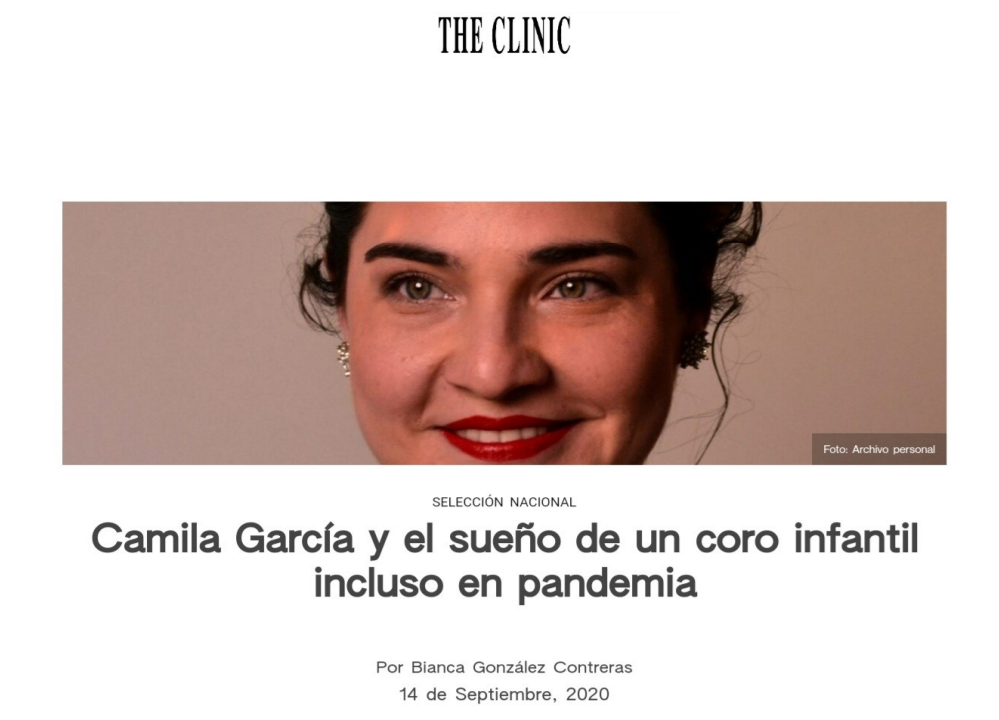 THE CLINIC
Foto: Archivo personal
SELECCIÓN NACIONAL
Camila García y el sueño de un coro infantil
incluso en pandemia
Por Bianca González Contreras
14 de Septiembre, 2020